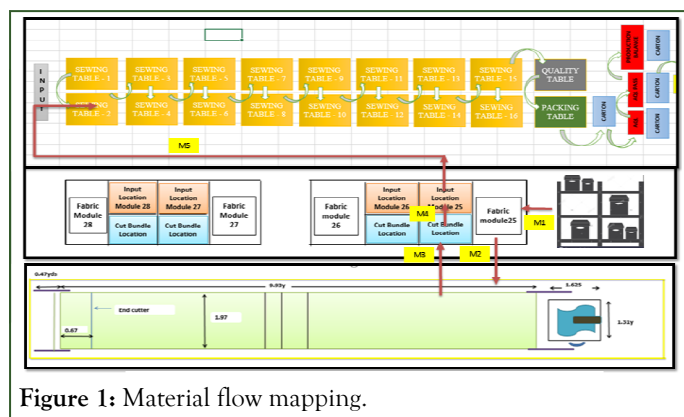 INPUT
SEWING TABLE - 1
SEWING TABLE - 3
SEWING TABLE - 5
SEWING TABLE - 7
SEWING TABLE - 9
SEWING TABLE - 11
SEWING TABLE - 13
SEWING TABLE - 15
QUALITY TABLE
CARTON
TABLE - 2
SEWING TABLE - 4
SEWING TABLE - 6
SEWING TABLE - 8
SEWING TABLE - 10
SEWING TABLE - 12
SEWING TABLE - 14
SEWING TABLE - 16
PACKING TABLE
CARTON
CARTON
CARTON
M5
Fabric Module 28
Input Location Module 28
Input Location Module 27
Cut Bundle Location
Cut Bundle Location
Fabric Module 27
Fabric module 26
Input Location Module 26
Input Location Module 25
Cut Bundle Location
Cut Bundle Location
Fabric module25
M4
M1
M3
M2
0.47yds
9.93y
1.625
0.67
End cutter
1.97
1.31y
Figure 1: Material flow mapping.